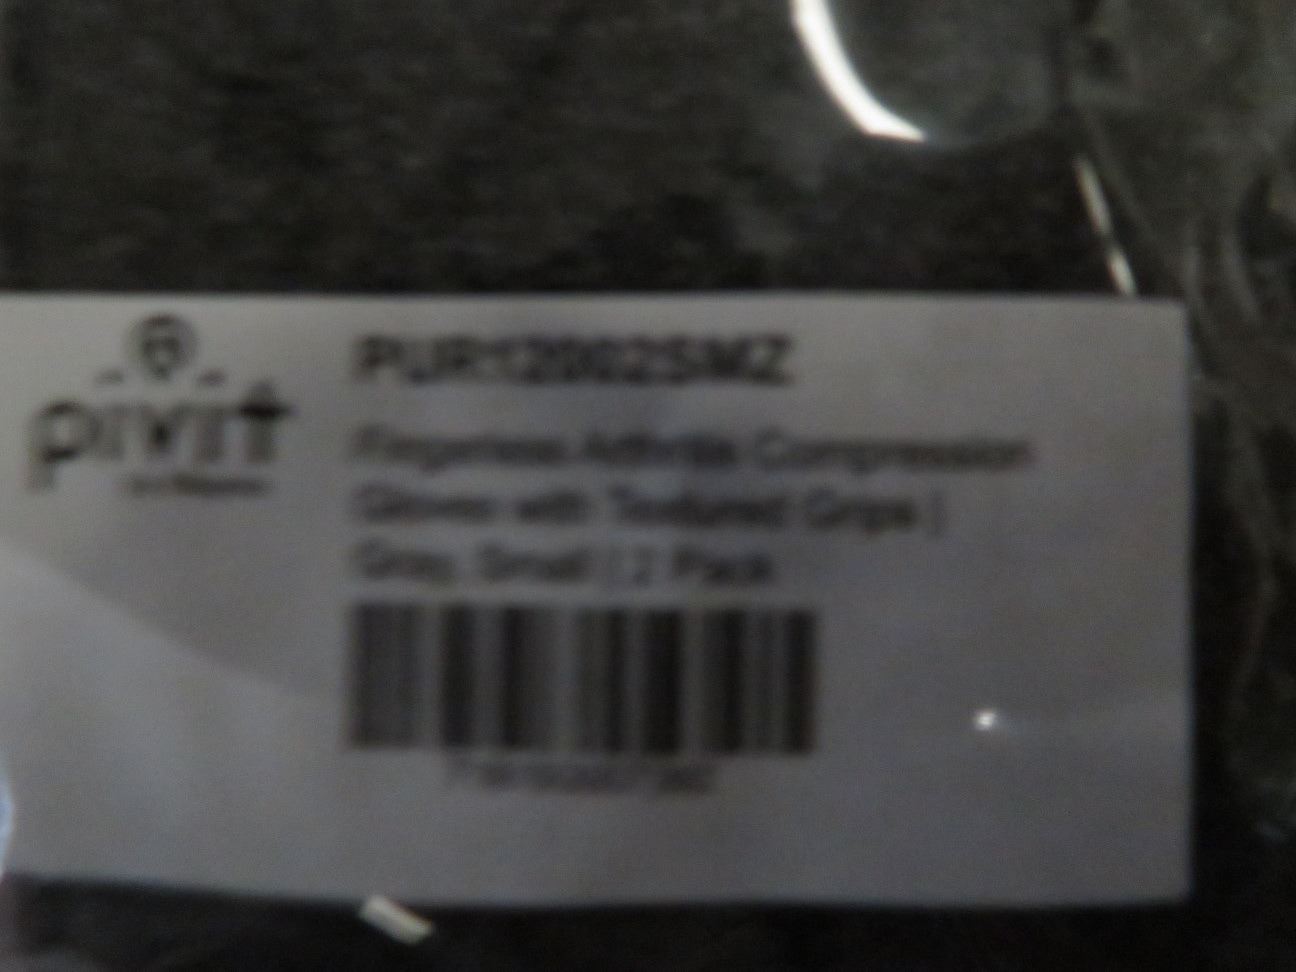 pivit
PUR12002SMZ
Fingerless Arthritis Compression
Gloves with Textured Grips |
Gray, Small | 2 Pack